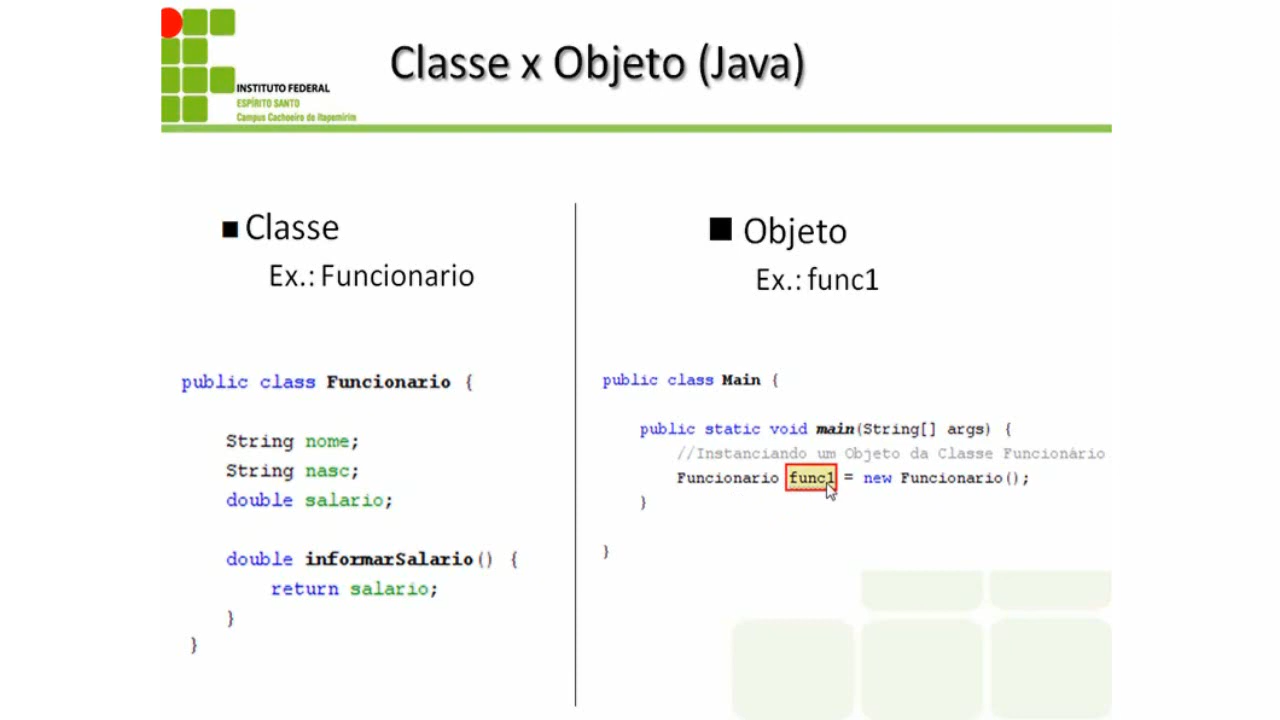 INSTITUTO FEDERAL
ESPÍRITO SANTO
Campus Cachoeiro de Itapemirim
Classe x Objeto (Java)
Classe
Ex.: Funcionario
public class Funcionario {
String nome;
String nasc;
double salario;
double informarSalario() {
return salario;
}
}
Objeto
Ex.: func1
public class Main {
public static void main(String[] args) {
//Instanciando um Objeto da Classe Funcionário
Funcionario func1 = new Funcionario();
}
}